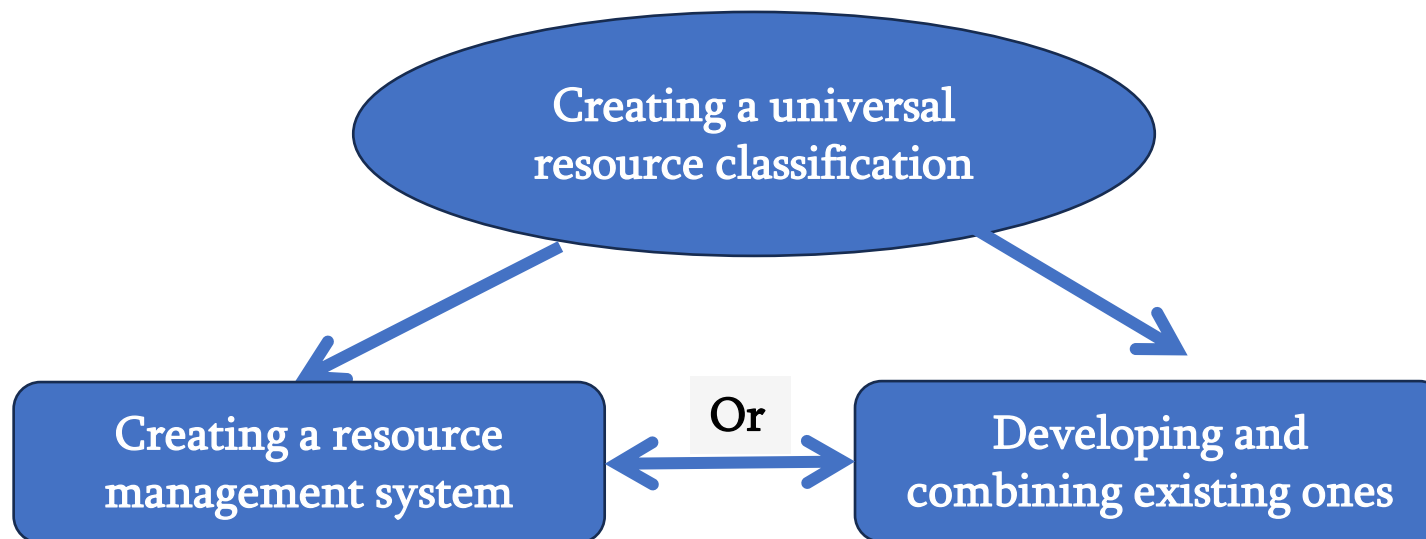 Creating a universal
resource classification
Or
Creating a resource
management system
Developing and
combining existing ones